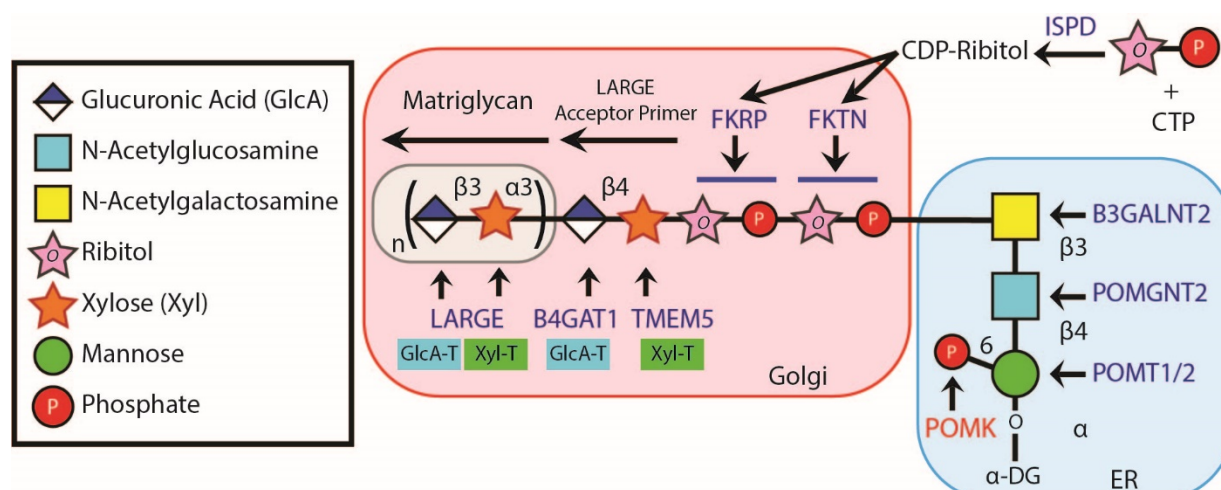 Glucuronic Acid (GlcA)
N-Acetylglucosamine
N-Acetylgalactosamine
O Ribitol
Xylose (Xyl)
Mannose
P Phosphate
ISPD
CDP-Ribitol
O P
+
CTP
Matriglycan
LARGE
Acceptor Primer
FKRP FKTN
( β3 α3 ) β4
n O P O P
LARGE B4GAT1 TMEM5
GlcA-T Xyl-T GlcA-T Xyl-T
Golgi
B3GALNT2
β3
POMGNT2
β4
P 6
POMT1/2
POMK
O
α
α-DG
ER